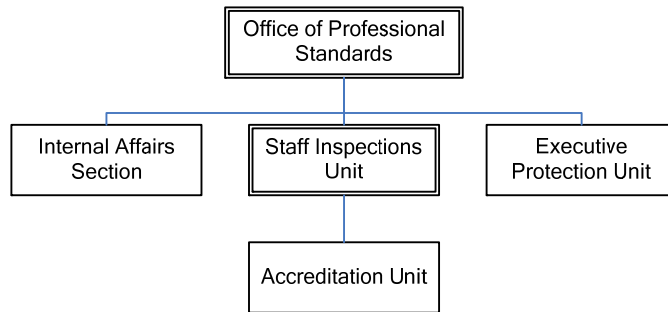 Office of Professional
Standards
Internal Affairs
Section
Staff Inspections
Unit
Executive
Protection Unit
Accreditation Unit